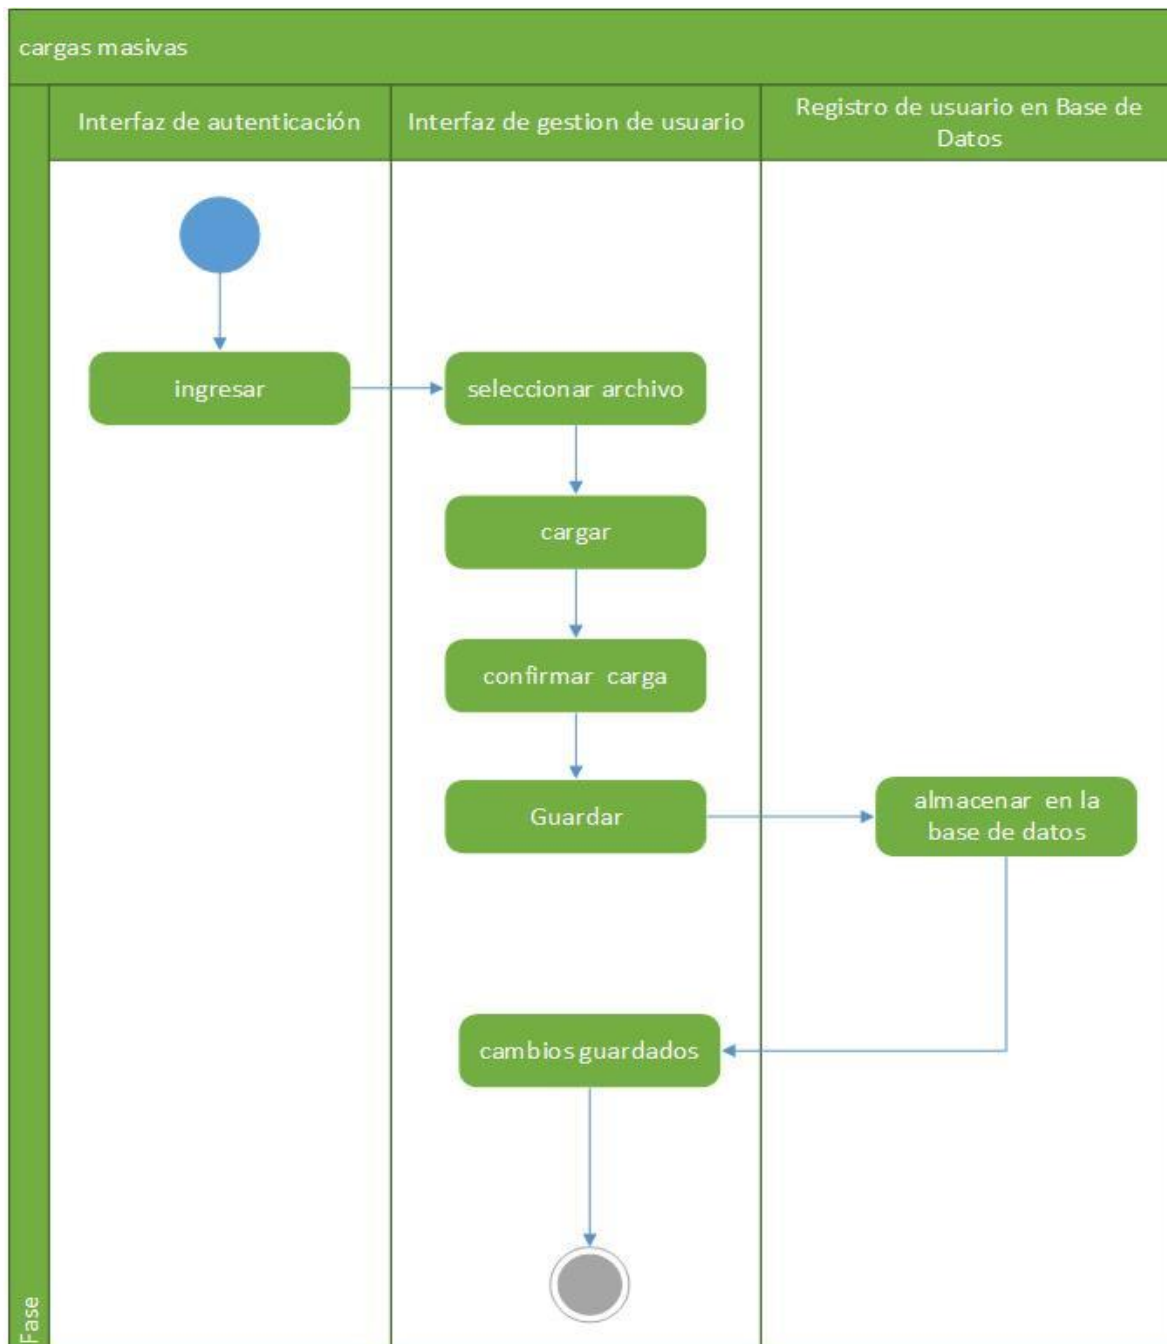 cargas masivas
Interfaz de autenticación
Interfaz de gestion de usuario
Registro de usuario en Base de
Datos
ingresar
seleccionar archivo
cargar
confirmar carga
Guardar
almacenar en la
base de datos
cambios guardados
Fase